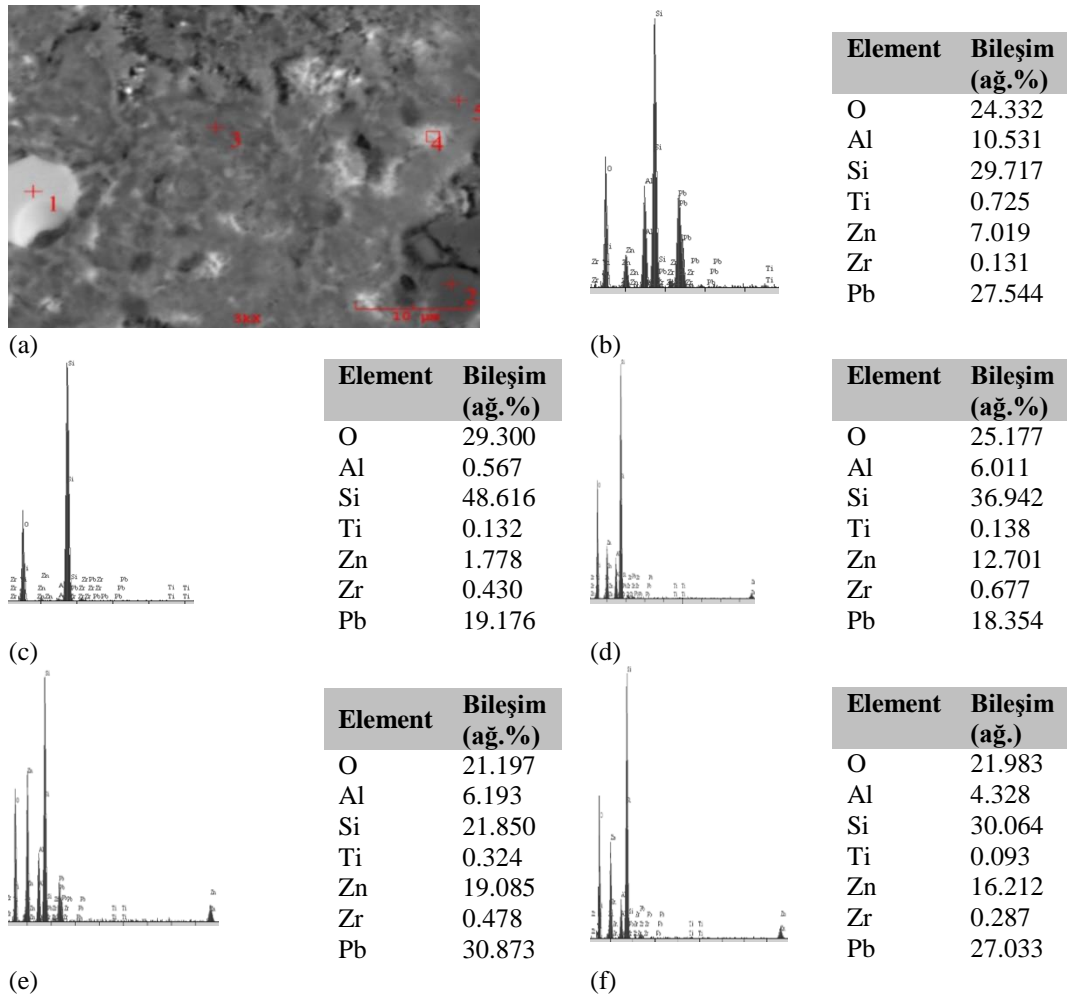 1
2
3
4
5
5kX
10 µm
(a)
Element Bileşim
(ağ.%)
O 24.332
Al 10.531
Si 29.717
Ti 0.725
Zn 7.019
Zr 0.131
Pb 27.544
(b)
Element Bileşim
(ağ.%)
O 29.300
Al 0.567
Si 48.616
Ti 0.132
Zn 1.778
Zr 0.430
Pb 19.176
(c)
Element Bileşim
(ağ.%)
O 25.177
Al 6.011
Si 36.942
Ti 0.138
Zn 12.701
Zr 0.677
Pb 18.354
(d)
Element Bileşim
(ağ.%)
O 21.197
Al 6.193
Si 21.850
Ti 0.324
Zn 19.085
Zr 0.478
Pb 30.873
(e)
Element Bileşim
(ağ.)
O 21.983
Al 4.328
Si 30.064
Ti 0.093
Zn 16.212
Zr 0.287
Pb 27.033
(f)